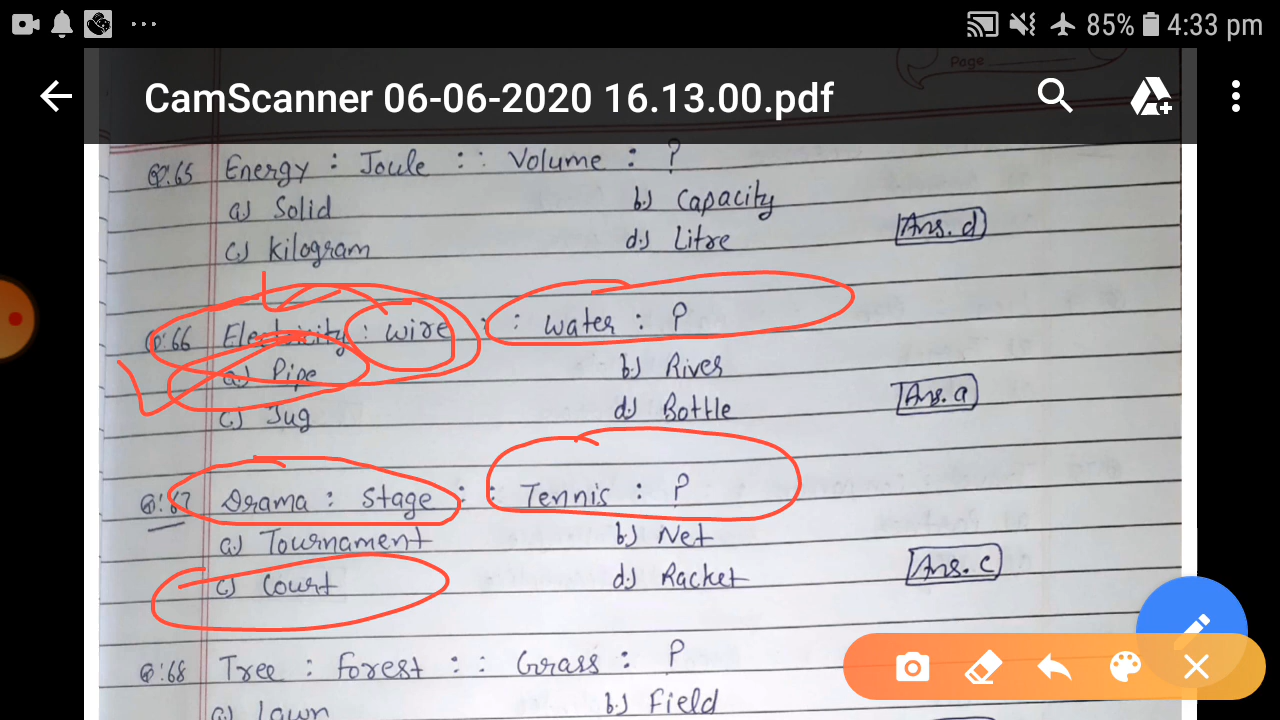 85% 4:33 pm
CamScanner 06-06-2020 16.13.00.pdf
Page
Q.65 Energy : Joule : : Volume : ?
a) Solid b.) Capacity
c.) Kilogram d.) Litre
Ans. d
Q.66 Electricity : wire : : water : ?
a.) Pipe b.) River
c.) Jug d.) Bottle
Ans. a
Q.67 Drama : Stage : : Tennis : ?
a.) Tournament b.) Net
c.) Court d.) Racket
Ans. c
Q.68 Tree : Forest : : Grass : ?
a.) Lawn b.) Field